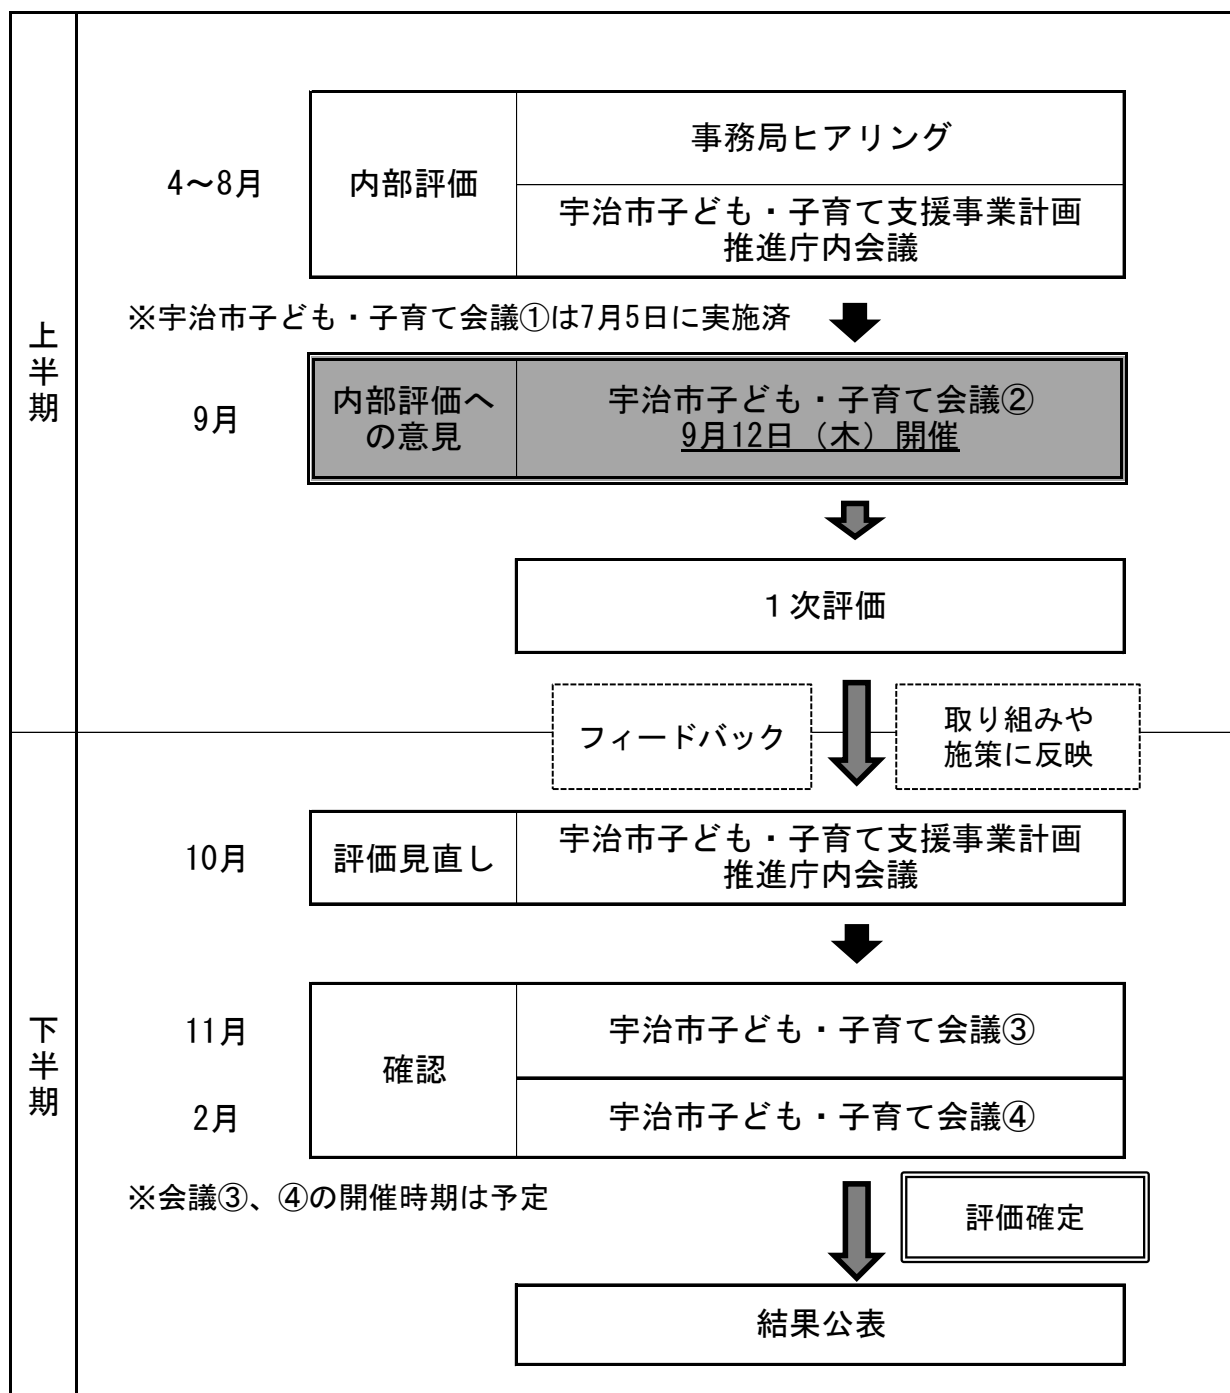 上半期
4～8月
内部評価
事務局ヒアリング
宇治市子ども・子育て支援事業計画
推進庁内会議
※宇治市子ども・子育て会議①は7月5日に実施済
9月
内部評価へ
の意見
宇治市子ども・子育て会議②
9月12日（木）開催
１次評価
フィードバック
取り組みや
施策に反映
下半期
10月
評価見直し
宇治市子ども・子育て支援事業計画
推進庁内会議
11月
確認
宇治市子ども・子育て会議③
2月
宇治市子ども・子育て会議④
※会議③、④の開催時期は予定
評価確定
結果公表